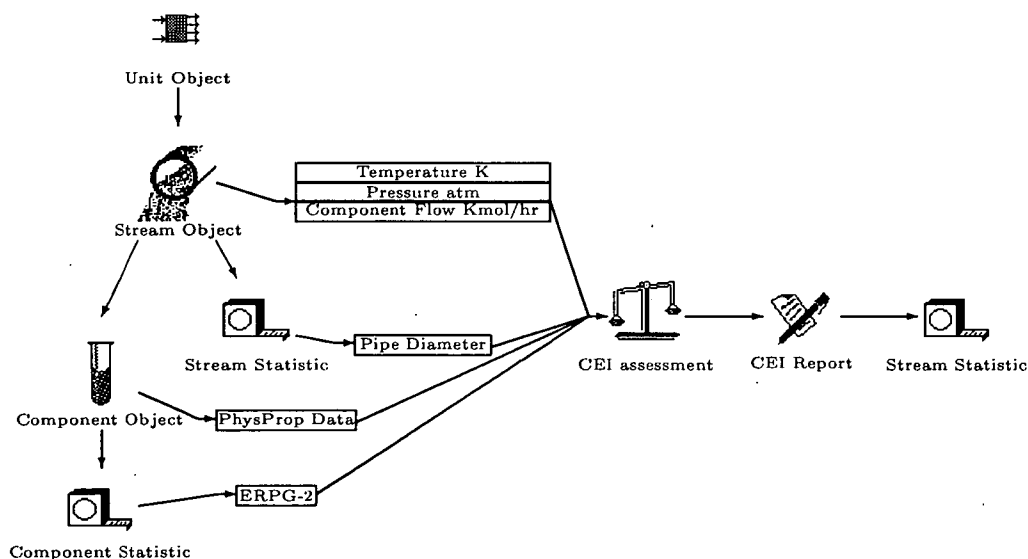 Unit Object
Temperature K
Pressure atm
Component Flow Kmol/hr
Stream Object
Pipe Diameter
Stream Statistic
CEI assessment
CEI Report
Stream Statistic
Component Object
PhysProp Data
ERPG-2
Component Statistic